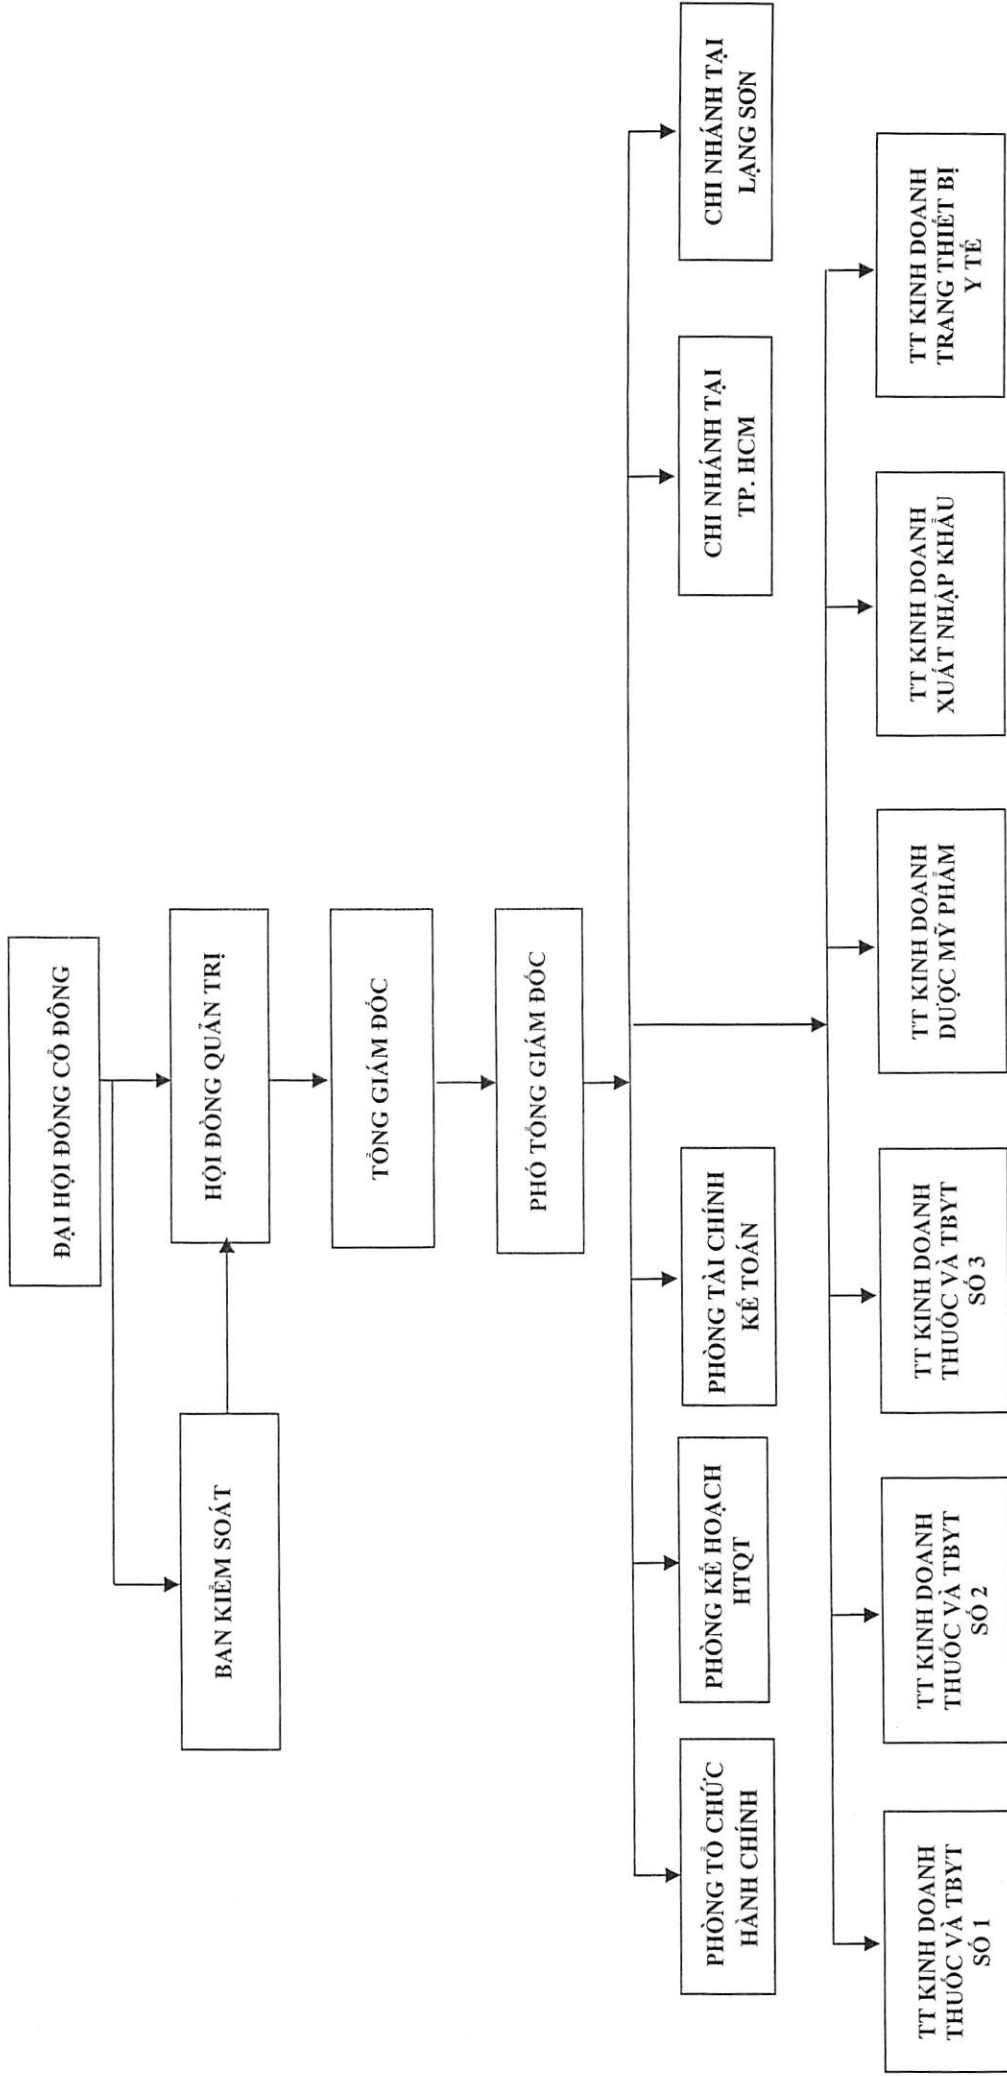 ĐẠI HỘI ĐỒNG CỔ ĐÔNG
BAN KIỂM SOÁT
HỘI ĐỒNG QUẢN TRỊ
TỔNG GIÁM ĐỐC
PHÓ TỔNG GIÁM ĐỐC
PHÒNG TỔ CHỨC
HÀNH CHÍNH
PHÒNG KẾ HOẠCH
HTQT
PHÒNG TÀI CHÍNH
KẾ TOÁN
CHI NHÁNH TẠI
TP. HCM
CHI NHÁNH TẠI
LẠNG SƠN
TT KINH DOANH
THUỐC VÀ TBYT
SỐ 1
TT KINH DOANH
THUỐC VÀ TBYT
SỐ 2
TT KINH DOANH
THUỐC VÀ TBYT
SỐ 3
TT KINH DOANH
DƯỢC MỸ PHẨM
TT KINH DOANH
XUẤT NHẬP KHẨU
TT KINH DOANH
TRANG THIẾT BỊ
Y TẾ